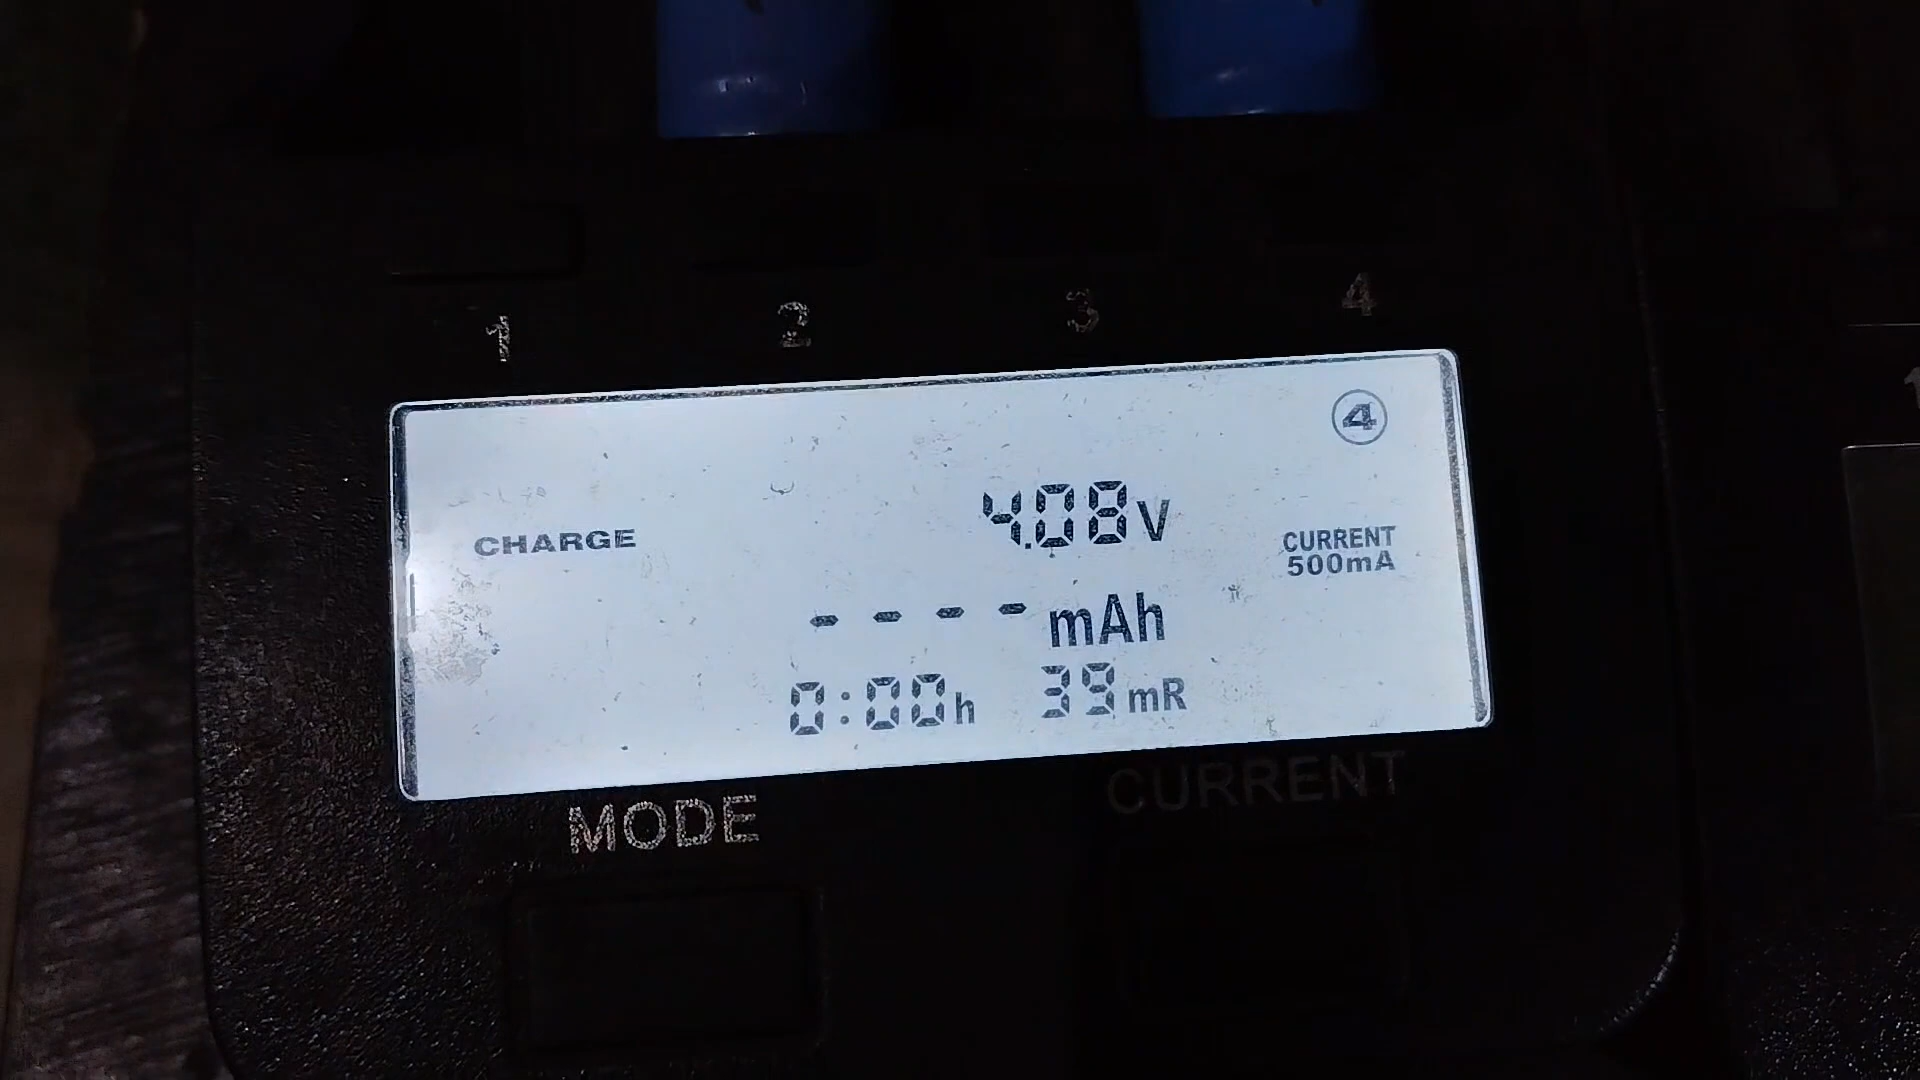 1 2 3 4
④
CHARGE 4.08V CURRENT 500mA
- - - - mAh
0:00h 39mR
MODE CURRENT